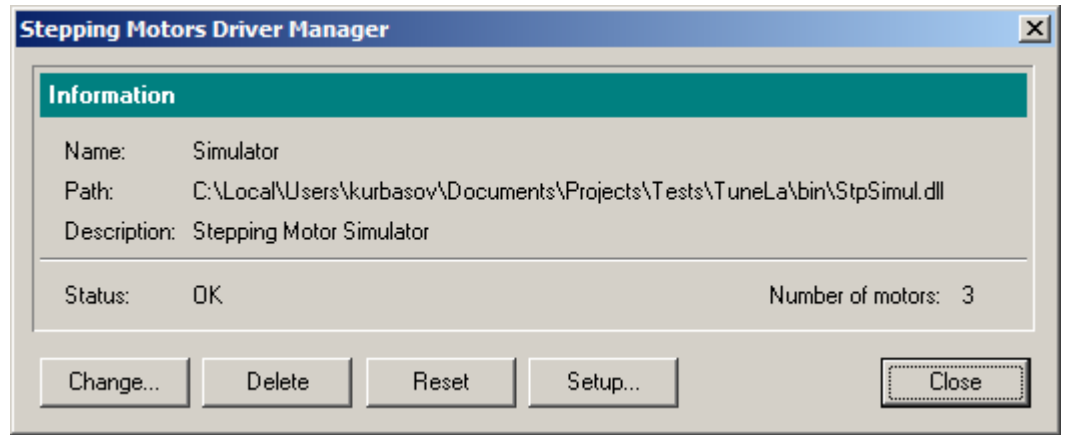 Stepping Motors Driver Manager
Information
Name: Simulator
Path: C:\Local\Users\kurbasov\Documents\Projects\Tests\TuneLa\bin\StpSimul.dll
Description: Stepping Motor Simulator
Status: OK Number of motors: 3
Change... Delete Reset Setup... Close